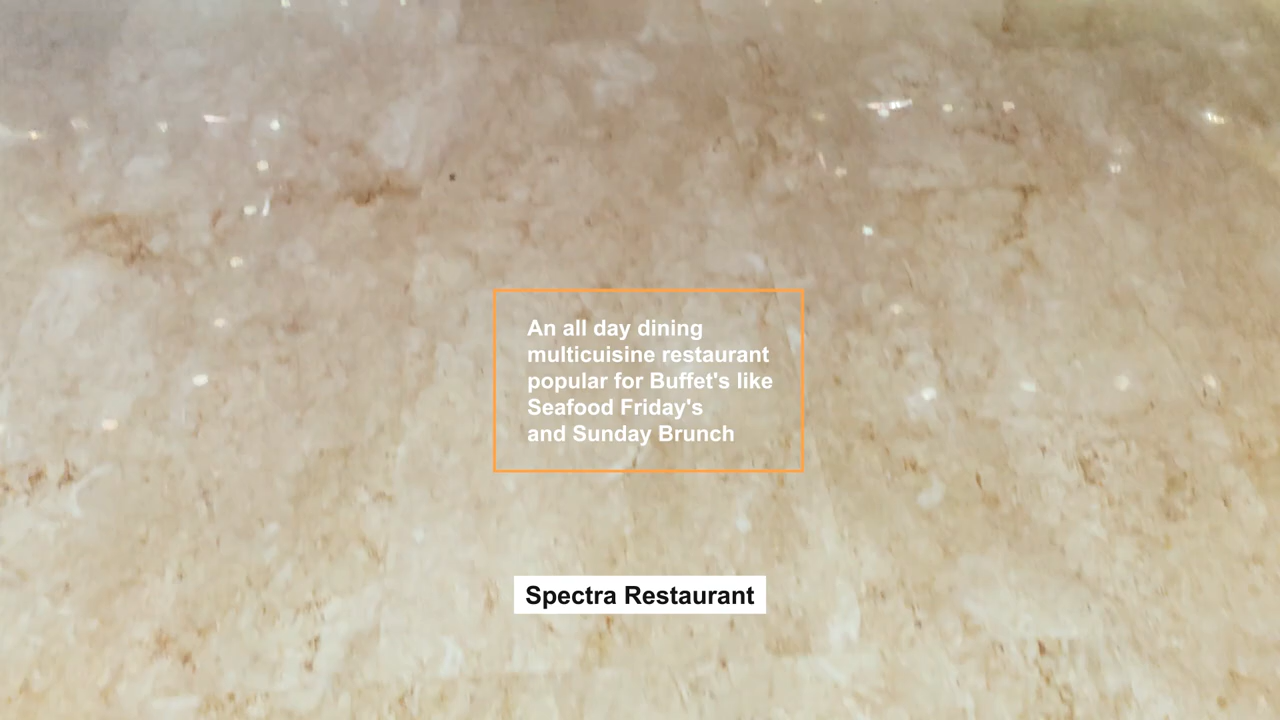 An all day dining
multicuisine restaurant
popular for Buffet's like
Seafood Friday's
and Sunday Brunch
Spectra Restaurant